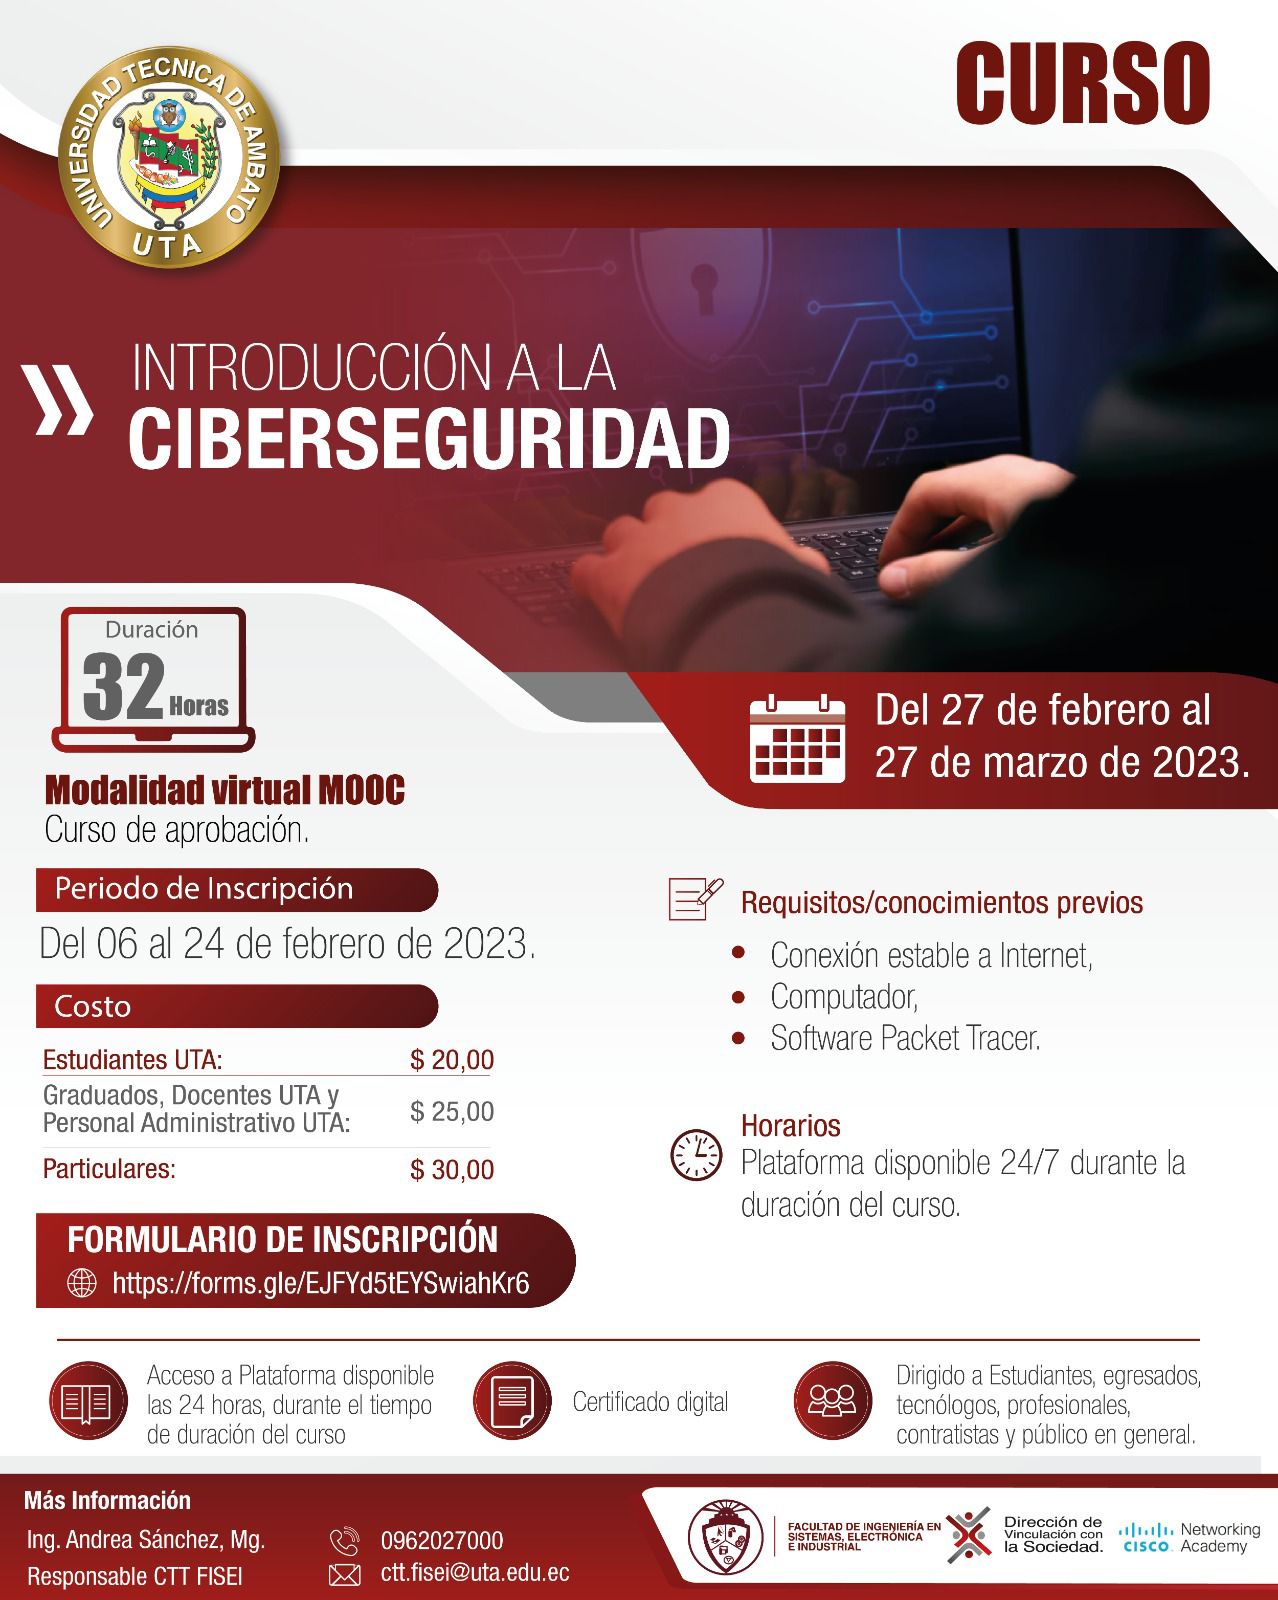 CURSO
UNIVERSIDAD TECNICA DE AMBATO
UTA
INTRODUCCIÓN A LA
CIBERSEGURIDAD
Duración
32 Horas
Del 27 de febrero al
27 de marzo de 2023.
Modalidad virtual MOOC
Curso de aprobación.
Periodo de Inscripción
Del 06 al 24 de febrero de 2023.
Costo
Estudiantes UTA: $ 20,00
Graduados, Docentes UTA y
Personal Administrativo UTA: $ 25,00
Particulares: $ 30,00
FORMULARIO DE INSCRIPCIÓN
https://forms.gle/EJFYd5tEYSwiahKr6
Requisitos/conocimientos previos
• Conexión estable a Internet,
• Computador,
• Software Packet Tracer.
Horarios
Plataforma disponible 24/7 durante la
duración del curso.
Acceso a Plataforma disponible
las 24 horas, durante el tiempo
de duración del curso
Certificado digital
Dirigido a Estudiantes, egresados,
tecnólogos, profesionales,
contratistas y público en general.
Más Información
Ing. Andrea Sánchez, Mg.
Responsable CTT FISEI
0962027000
ctt.fisei@uta.edu.ec
FACULTAD DE INGENIERÍA EN
SISTEMAS, ELECTRÓNICA
E INDUSTRIAL
Dirección de
Vinculación con
la Sociedad.
CISCO
Networking
Academy